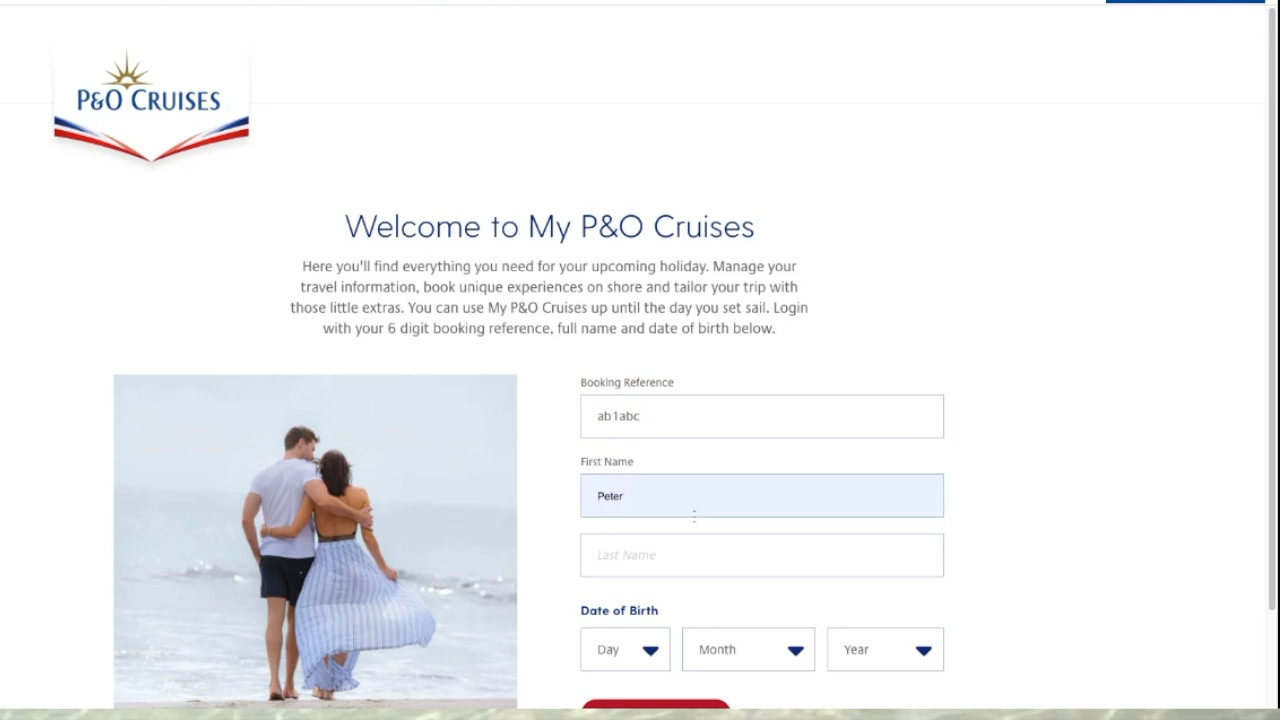 P&O CRUISES
Welcome to My P&O Cruises
Here you'll find everything you need for your upcoming holiday. Manage your
travel information, book unique experiences on shore and tailor your trip with
those little extras. You can use My P&O Cruises up until the day you set sail. Login
with your 6 digit booking reference, full name and date of birth below.
Booking Reference
ab1abc
First Name
Peter
Last Name
Date of Birth
Day Month Year